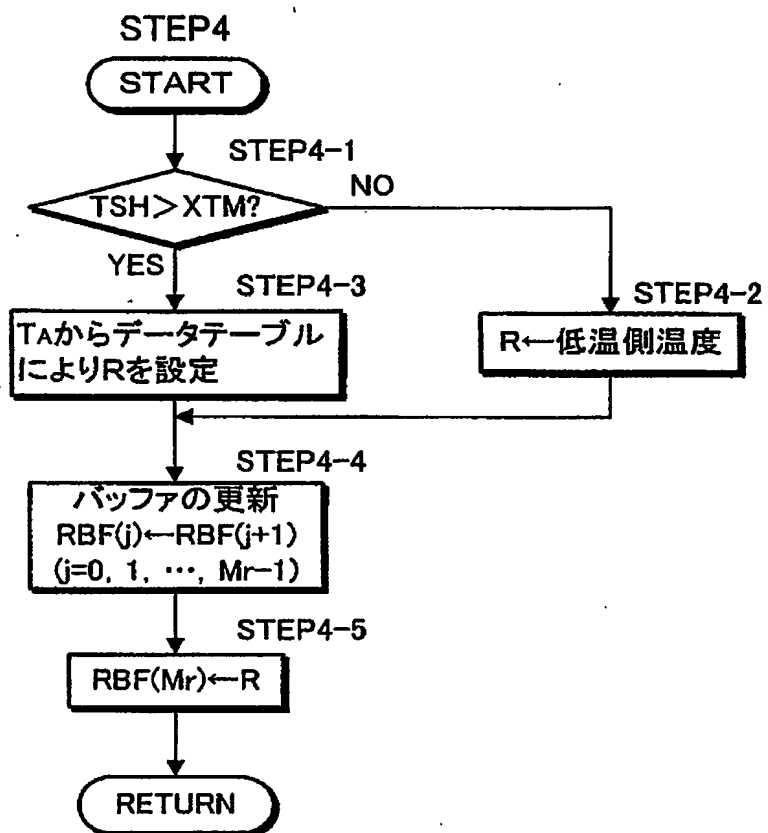 STEP4
START
STEP4-1
TSH＞XTM?
NO
YES
STEP4-3
STEP4-2
TAからデータテーブル
によりRを設定
R←低温側温度
STEP4-4
バッファの更新
RBF(j)←RBF(j+1)
(j=0, 1, …, Mr-1)
STEP4-5
RBF(Mr)←R
RETURN